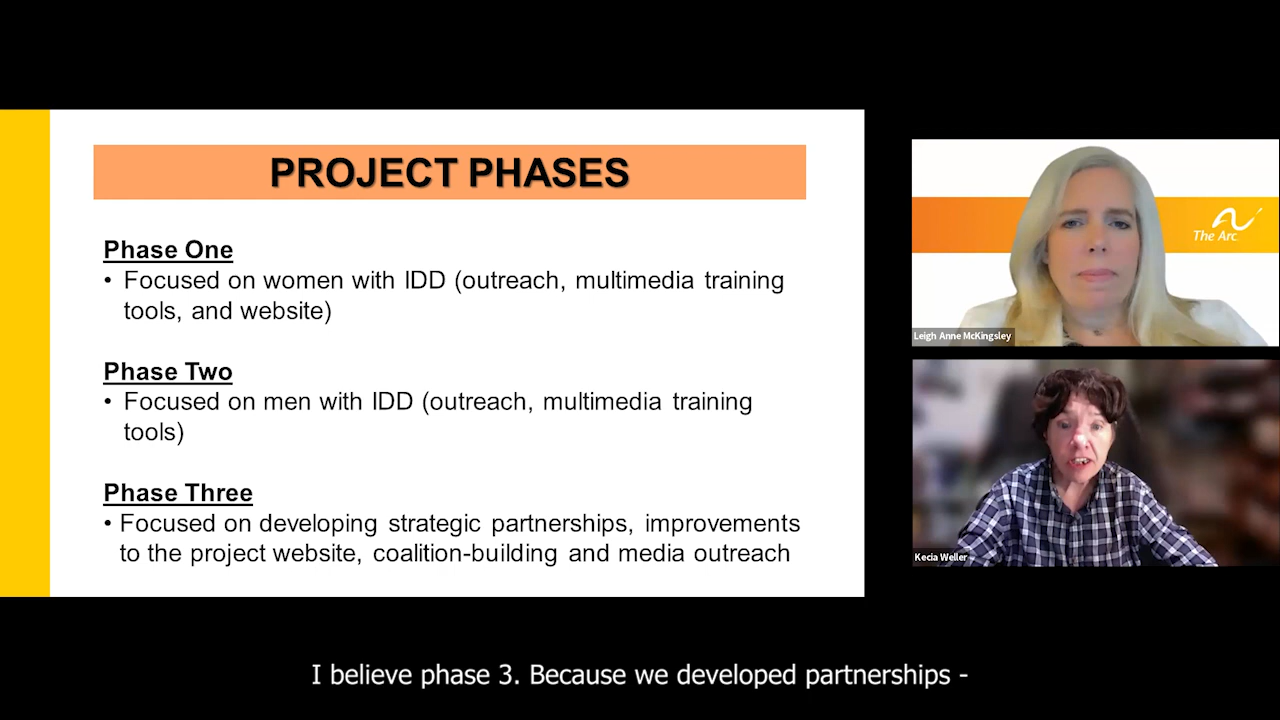 PROJECT PHASES
Phase One
• Focused on women with IDD (outreach, multimedia training
tools, and website)
Phase Two
• Focused on men with IDD (outreach, multimedia training
tools)
Phase Three
• Focused on developing strategic partnerships, improvements
to the project website, coalition-building and media outreach
The Arc
Leigh Anne McKingsley
Kecia Weller
I believe phase 3. Because we developed partnerships -